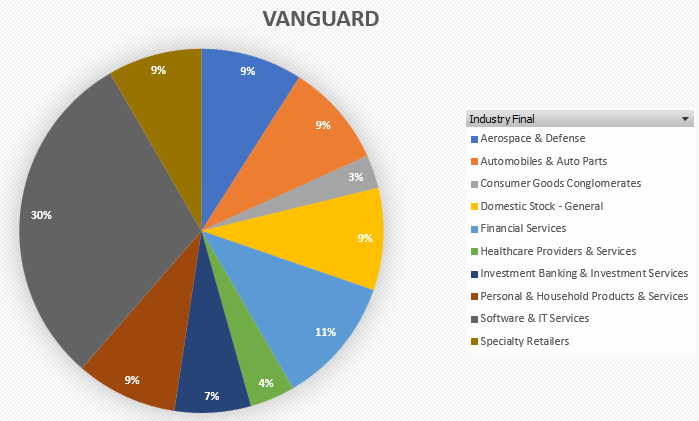 VANGUARD
9%
9%
9%
3%
9%
11%
4%
7%
9%
30%
Industry Final
Aerospace & Defense
Automobiles & Auto Parts
Consumer Goods Conglomerates
Domestic Stock - General
Financial Services
Healthcare Providers & Services
Investment Banking & Investment Services
Personal & Household Products & Services
Software & IT Services
Specialty Retailers